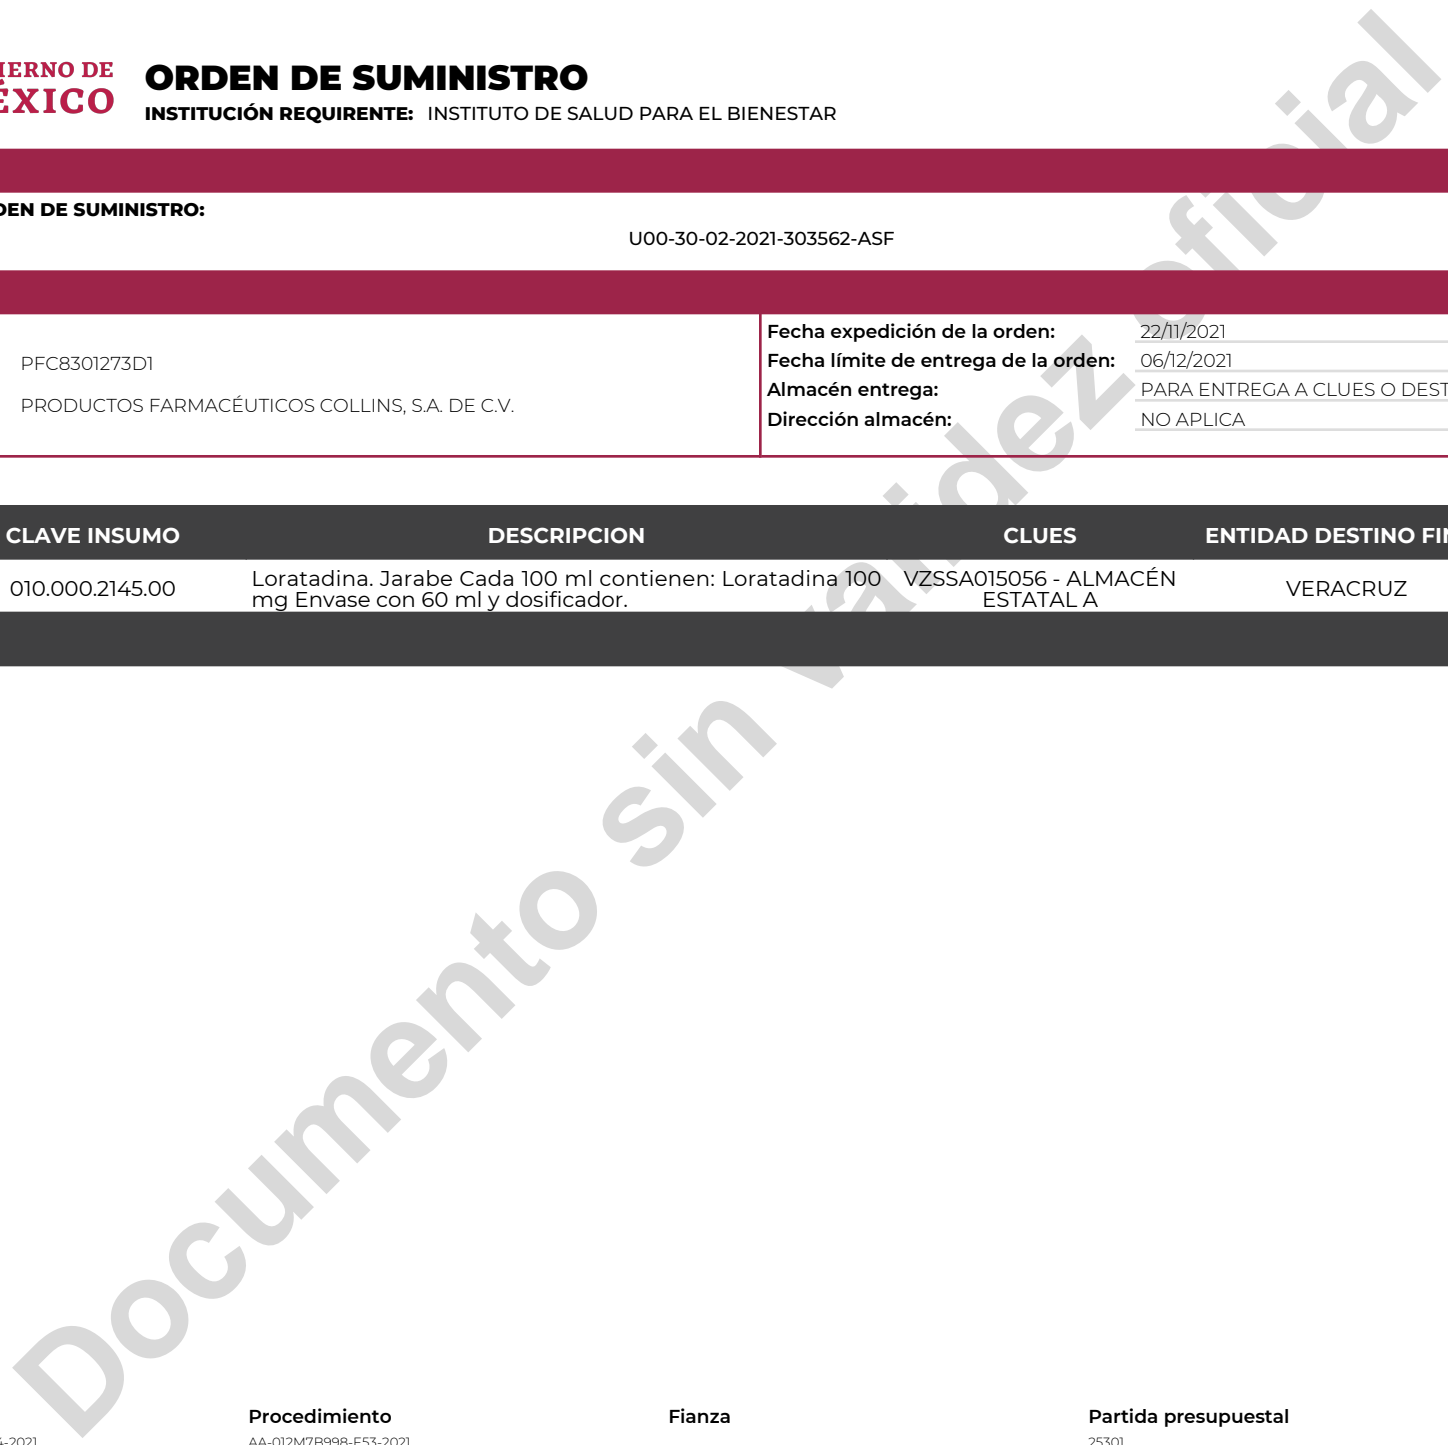 IERNO DE
ÉXICO
ORDEN DE SUMINISTRO
INSTITUCIÓN REQUIRENTE: INSTITUTO DE SALUD PARA EL BIENESTAR
DEN DE SUMINISTRO:
U00-30-02-2021-303562-ASF
PFC8301273D1
PRODUCTOS FARMACÉUTICOS COLLINS, S.A. DE C.V.
Fecha expedición de la orden: 22/11/2021
Fecha límite de entrega de la orden: 06/12/2021
Almacén entrega: PARA ENTREGA A CLUES O DEST
Dirección almacén: NO APLICA
CLAVE INSUMO DESCRIPCION CLUES ENTIDAD DESTINO FIN
010.000.2145.00 Loratadina. Jarabe Cada 100 ml contienen: Loratadina 100 VZSSA015056 - ALMACÉN VERACRUZ
mg Envase con 60 ml y dosificador. ESTATAL A
Documento sin validez oficial
Procedimiento Fianza Partida presupuestal
-2021 AA-012M7B998-E53-2021 25301